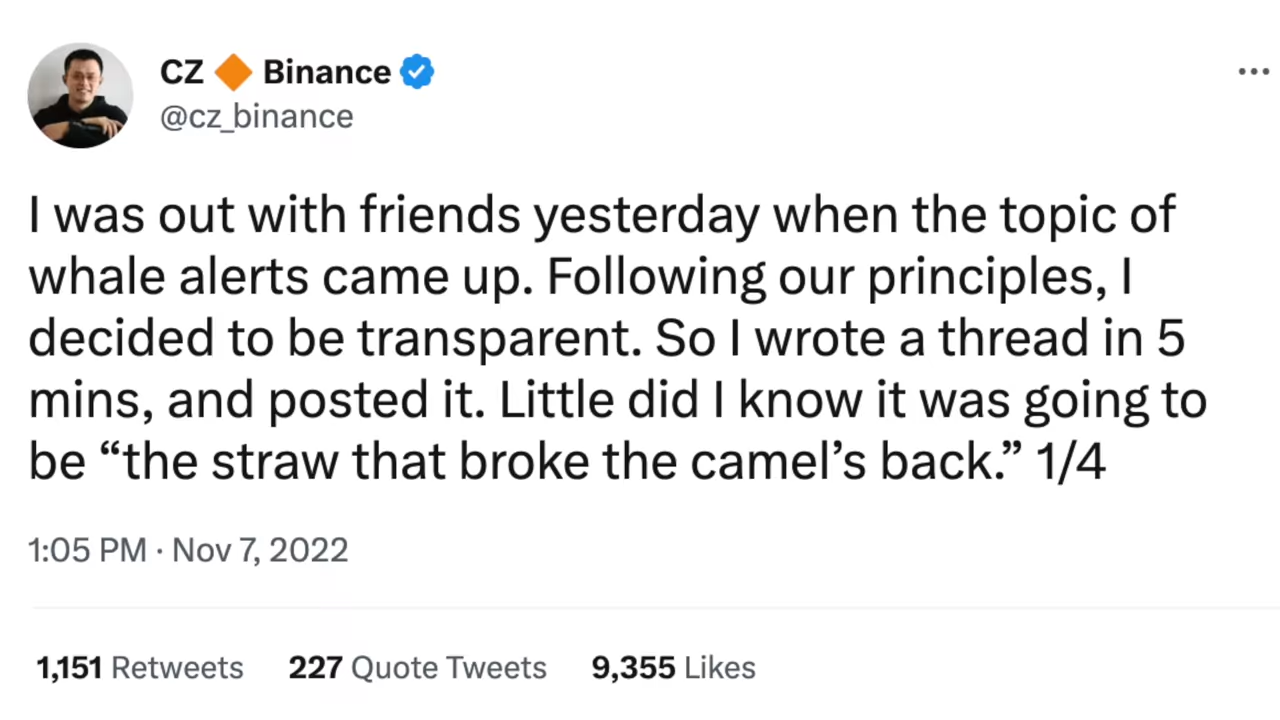 CZ 🔶 Binance
@cz_binance
I was out with friends yesterday when the topic of
whale alerts came up. Following our principles, I
decided to be transparent. So I wrote a thread in 5
mins, and posted it. Little did I know it was going to
be “the straw that broke the camel’s back.” 1/4
1:05 PM · Nov 7, 2022
1,151 Retweets 227 Quote Tweets 9,355 Likes